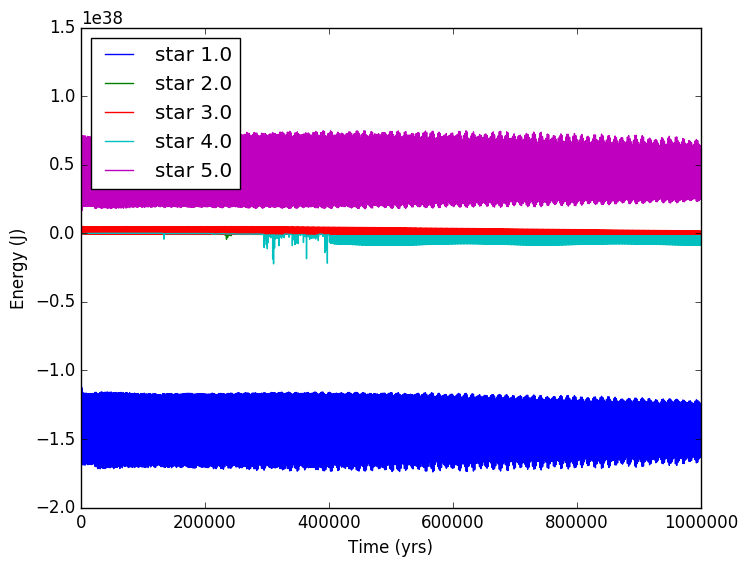 1e38
1.5
1.0
0.5
0.0
−0.5
−1.0
−1.5
−2.0
Energy (J)
star 1.0
star 2.0
star 3.0
star 4.0
star 5.0
0 200000 400000 600000 800000 1000000
Time (yrs)